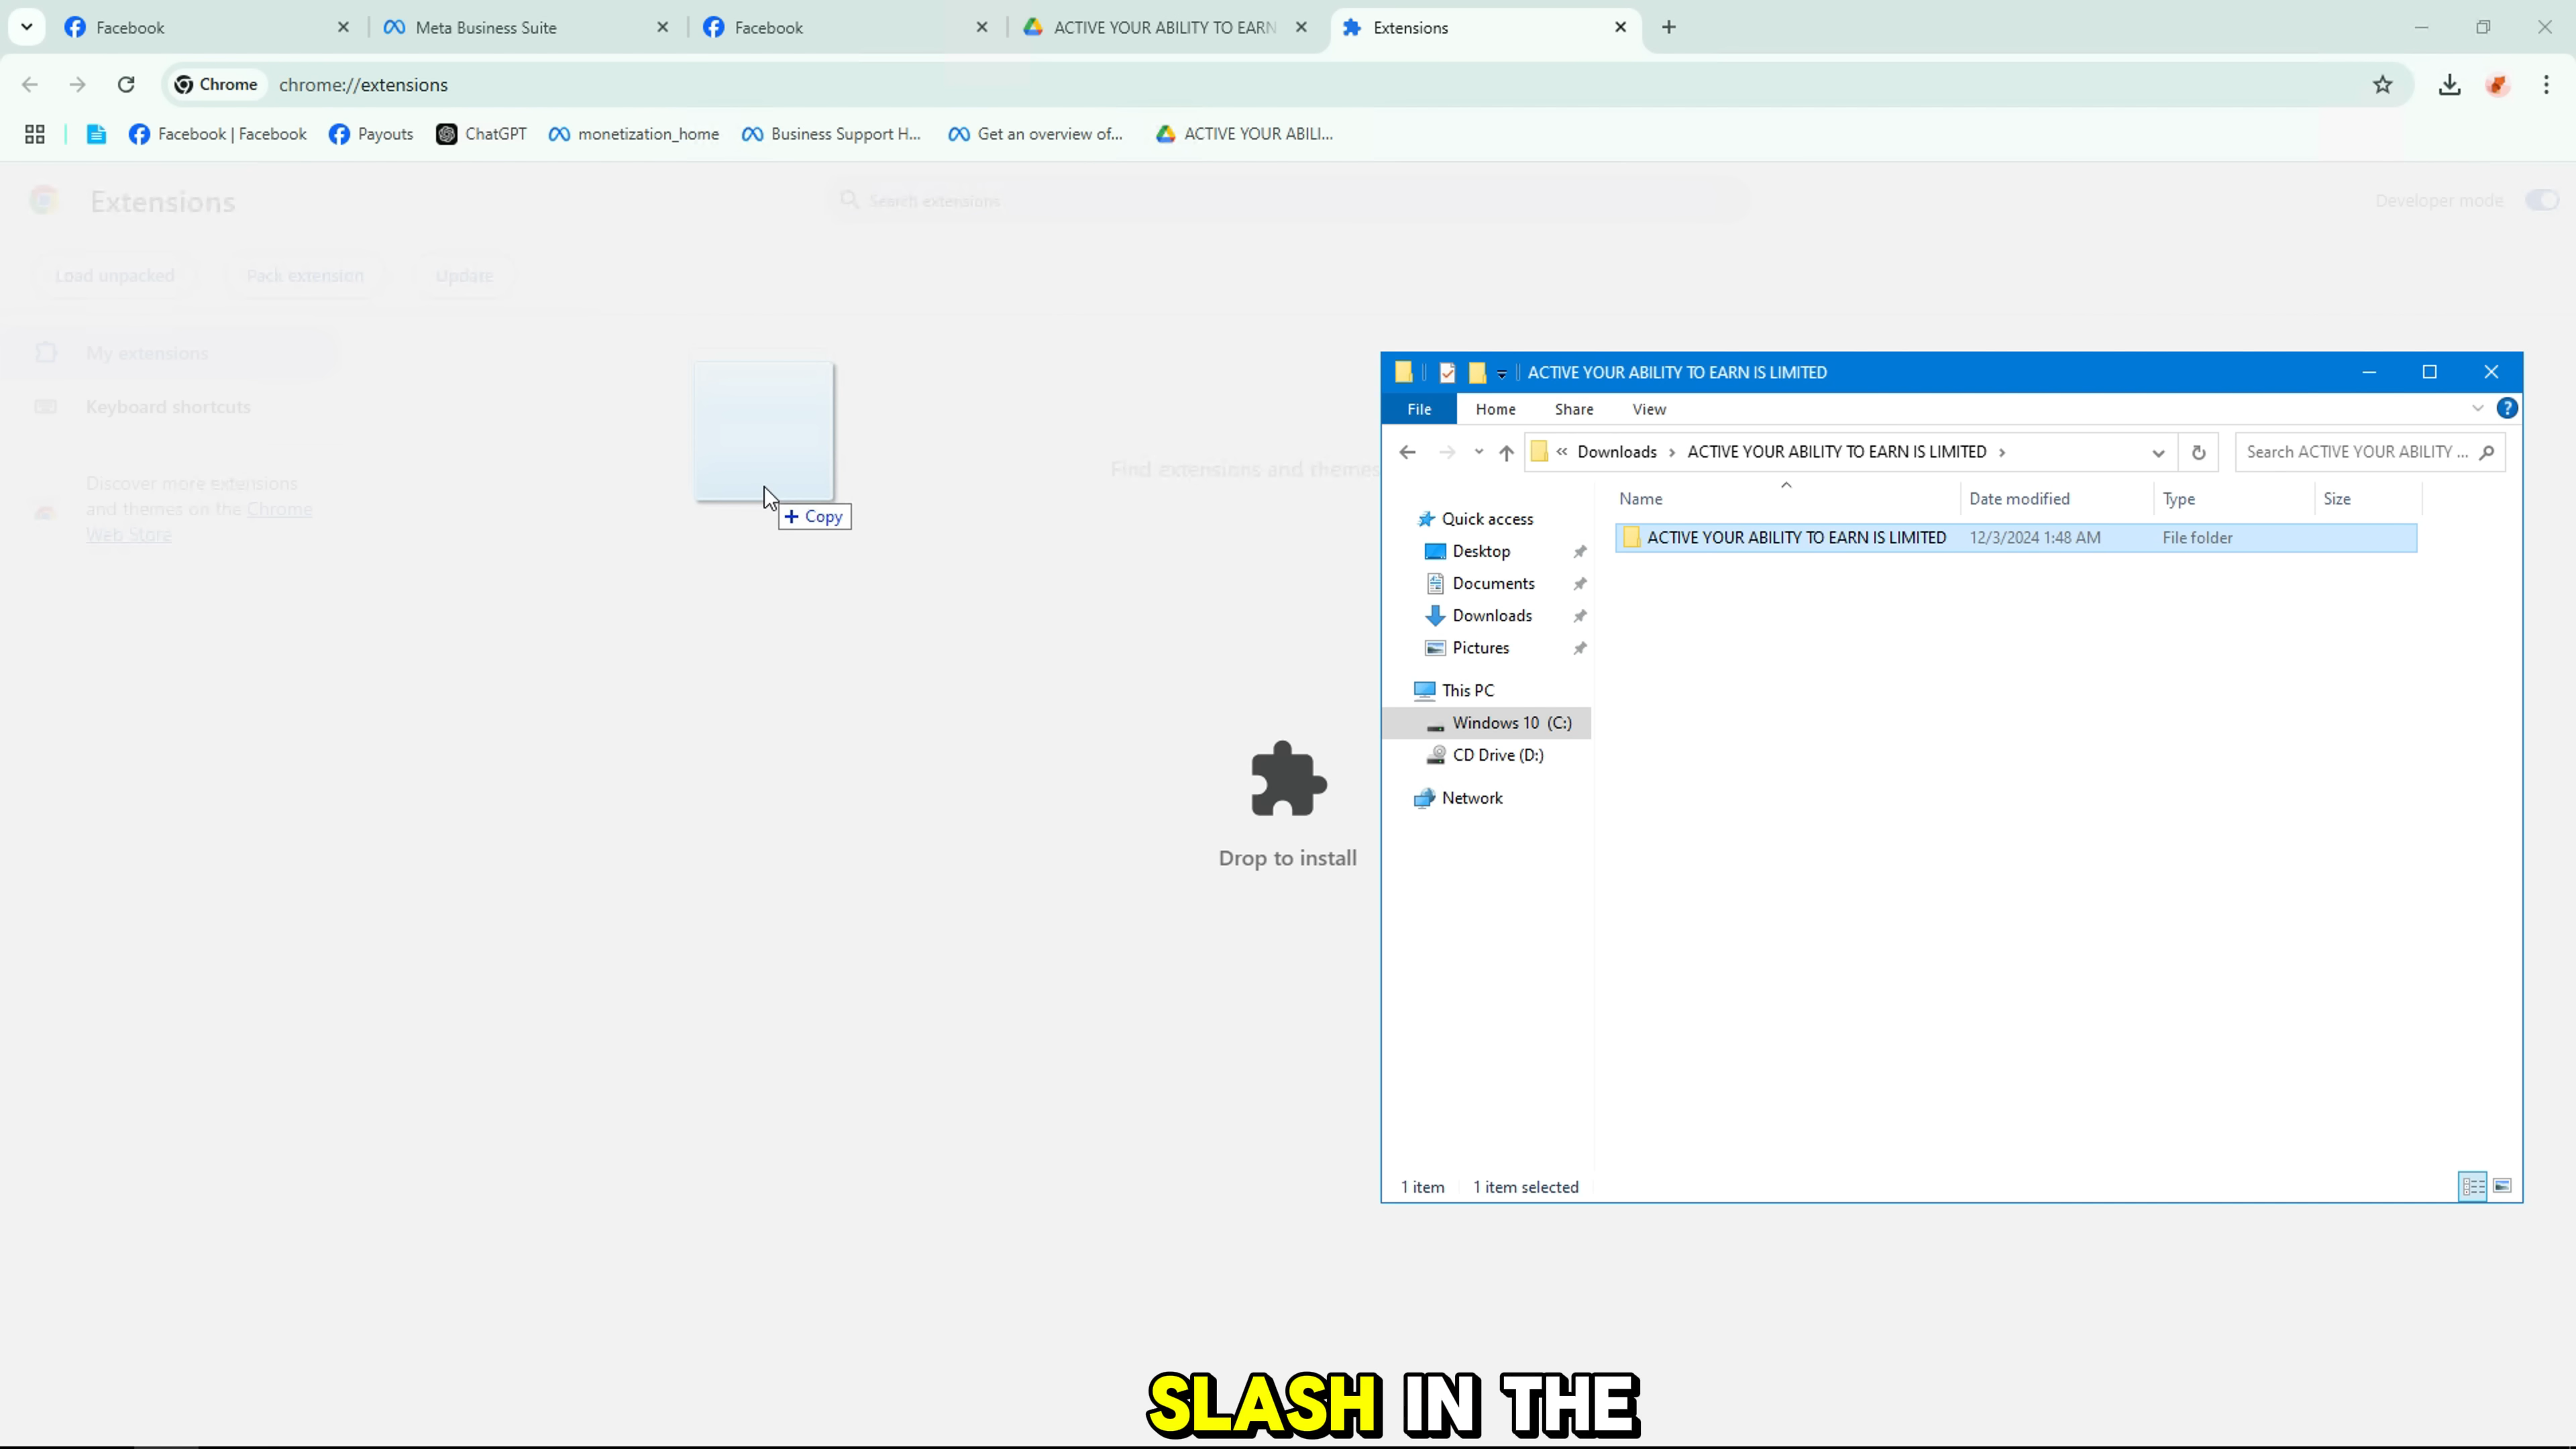 Facebook
Meta Business Suite
Facebook
ACTIVE YOUR ABILITY TO EARN
Extensions
Chrome
chrome://extensions
Facebook | Facebook
Payouts
ChatGPT
monetization_home
Business Support H...
Get an overview of...
ACTIVE YOUR ABILI...
Extensions
Search extensions
Developer mode
Load unpacked
Pack extension
Update
My extensions
Keyboard shortcuts
Discover more extensions
and themes on the Chrome
Web Store
Find extensions and themes
+ Copy
Drop to install
ACTIVE YOUR ABILITY TO EARN IS LIMITED
File
Home
Share
View
?
« Downloads › ACTIVE YOUR ABILITY TO EARN IS LIMITED ›
Search ACTIVE YOUR ABILITY ...
Name
Date modified
Type
Size
ACTIVE YOUR ABILITY TO EARN IS LIMITED
12/3/2024 1:48 AM
File folder
Quick access
Desktop
Documents
Downloads
Pictures
This PC
Windows 10 (C:)
CD Drive (D:)
Network
1 item
1 item selected
SLASH IN THE